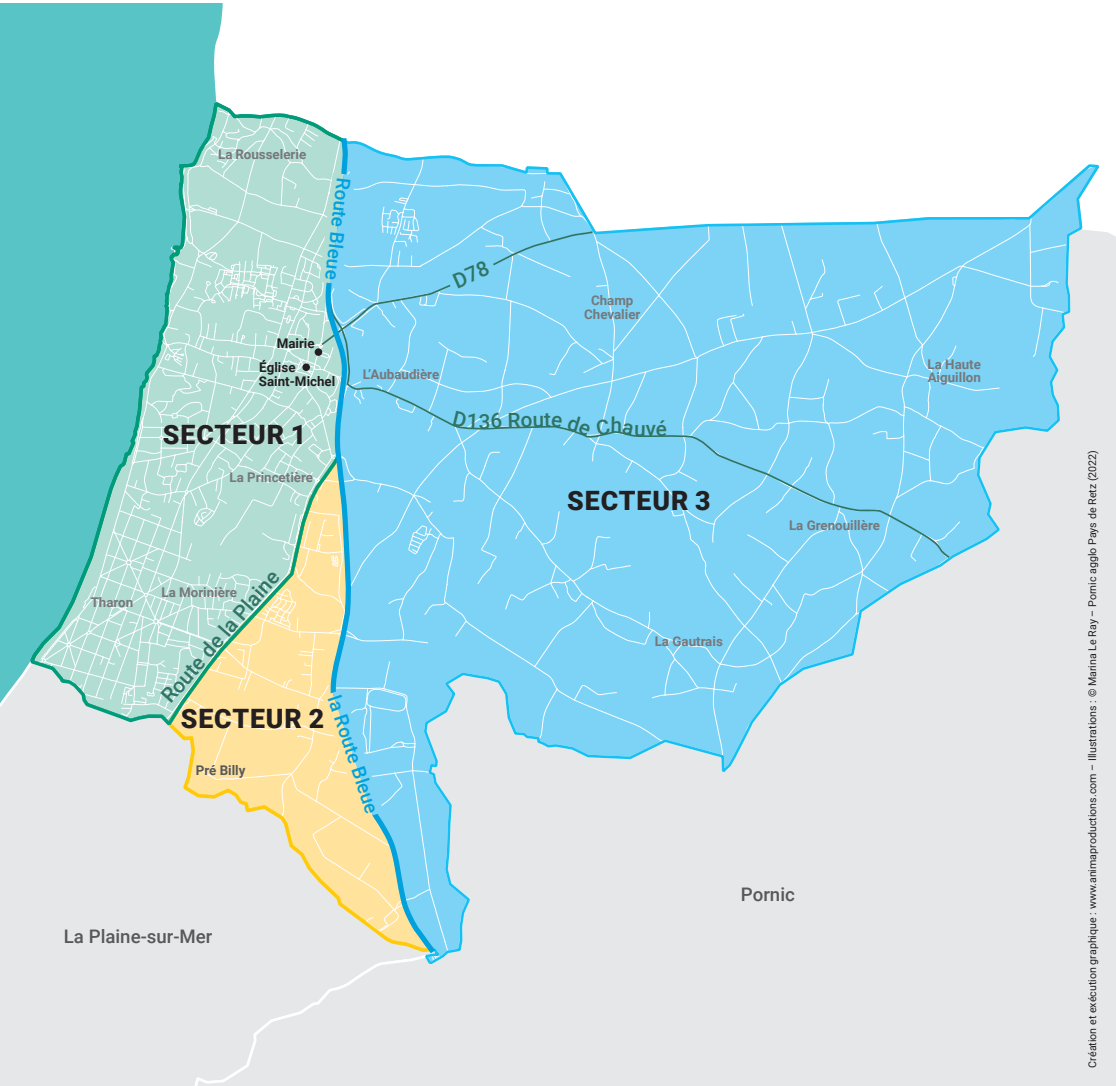 La Rousselerie
Route Bleue
D78
Champ
Chevalier
Mairie
Église
Saint-Michel
L'Aubaudière
La Haute
Aiguillon
D136 Route de Chauvé
SECTEUR 1
La Princetière
SECTEUR 3
La Grenouillère
La Morinière
Tharon
Route de la Plaine
La Gautrais
SECTEUR 2
la Route Bleue
Pré Billy
Pornic
La Plaine-sur-Mer
Création et exécution graphique : www.animaproductions.com – Illustrations : © Marina Le Ray – Pornic agglo Pays de Retz (2022)